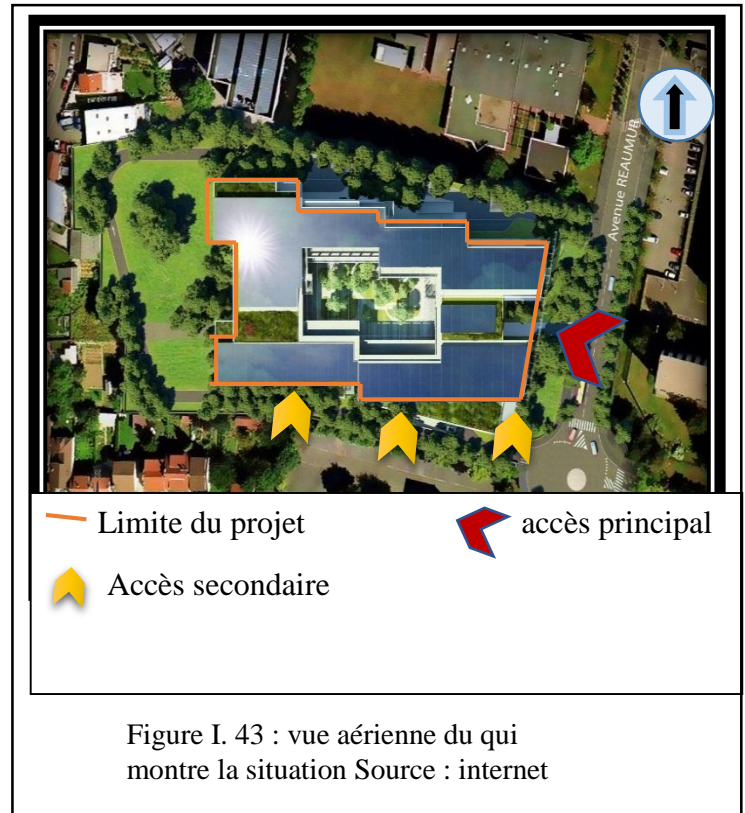 Avenue REAUMUR
Limite du projet
accès principal
Accès secondaire
Figure I. 43 : vue aérienne du qui
montre la situation Source : internet